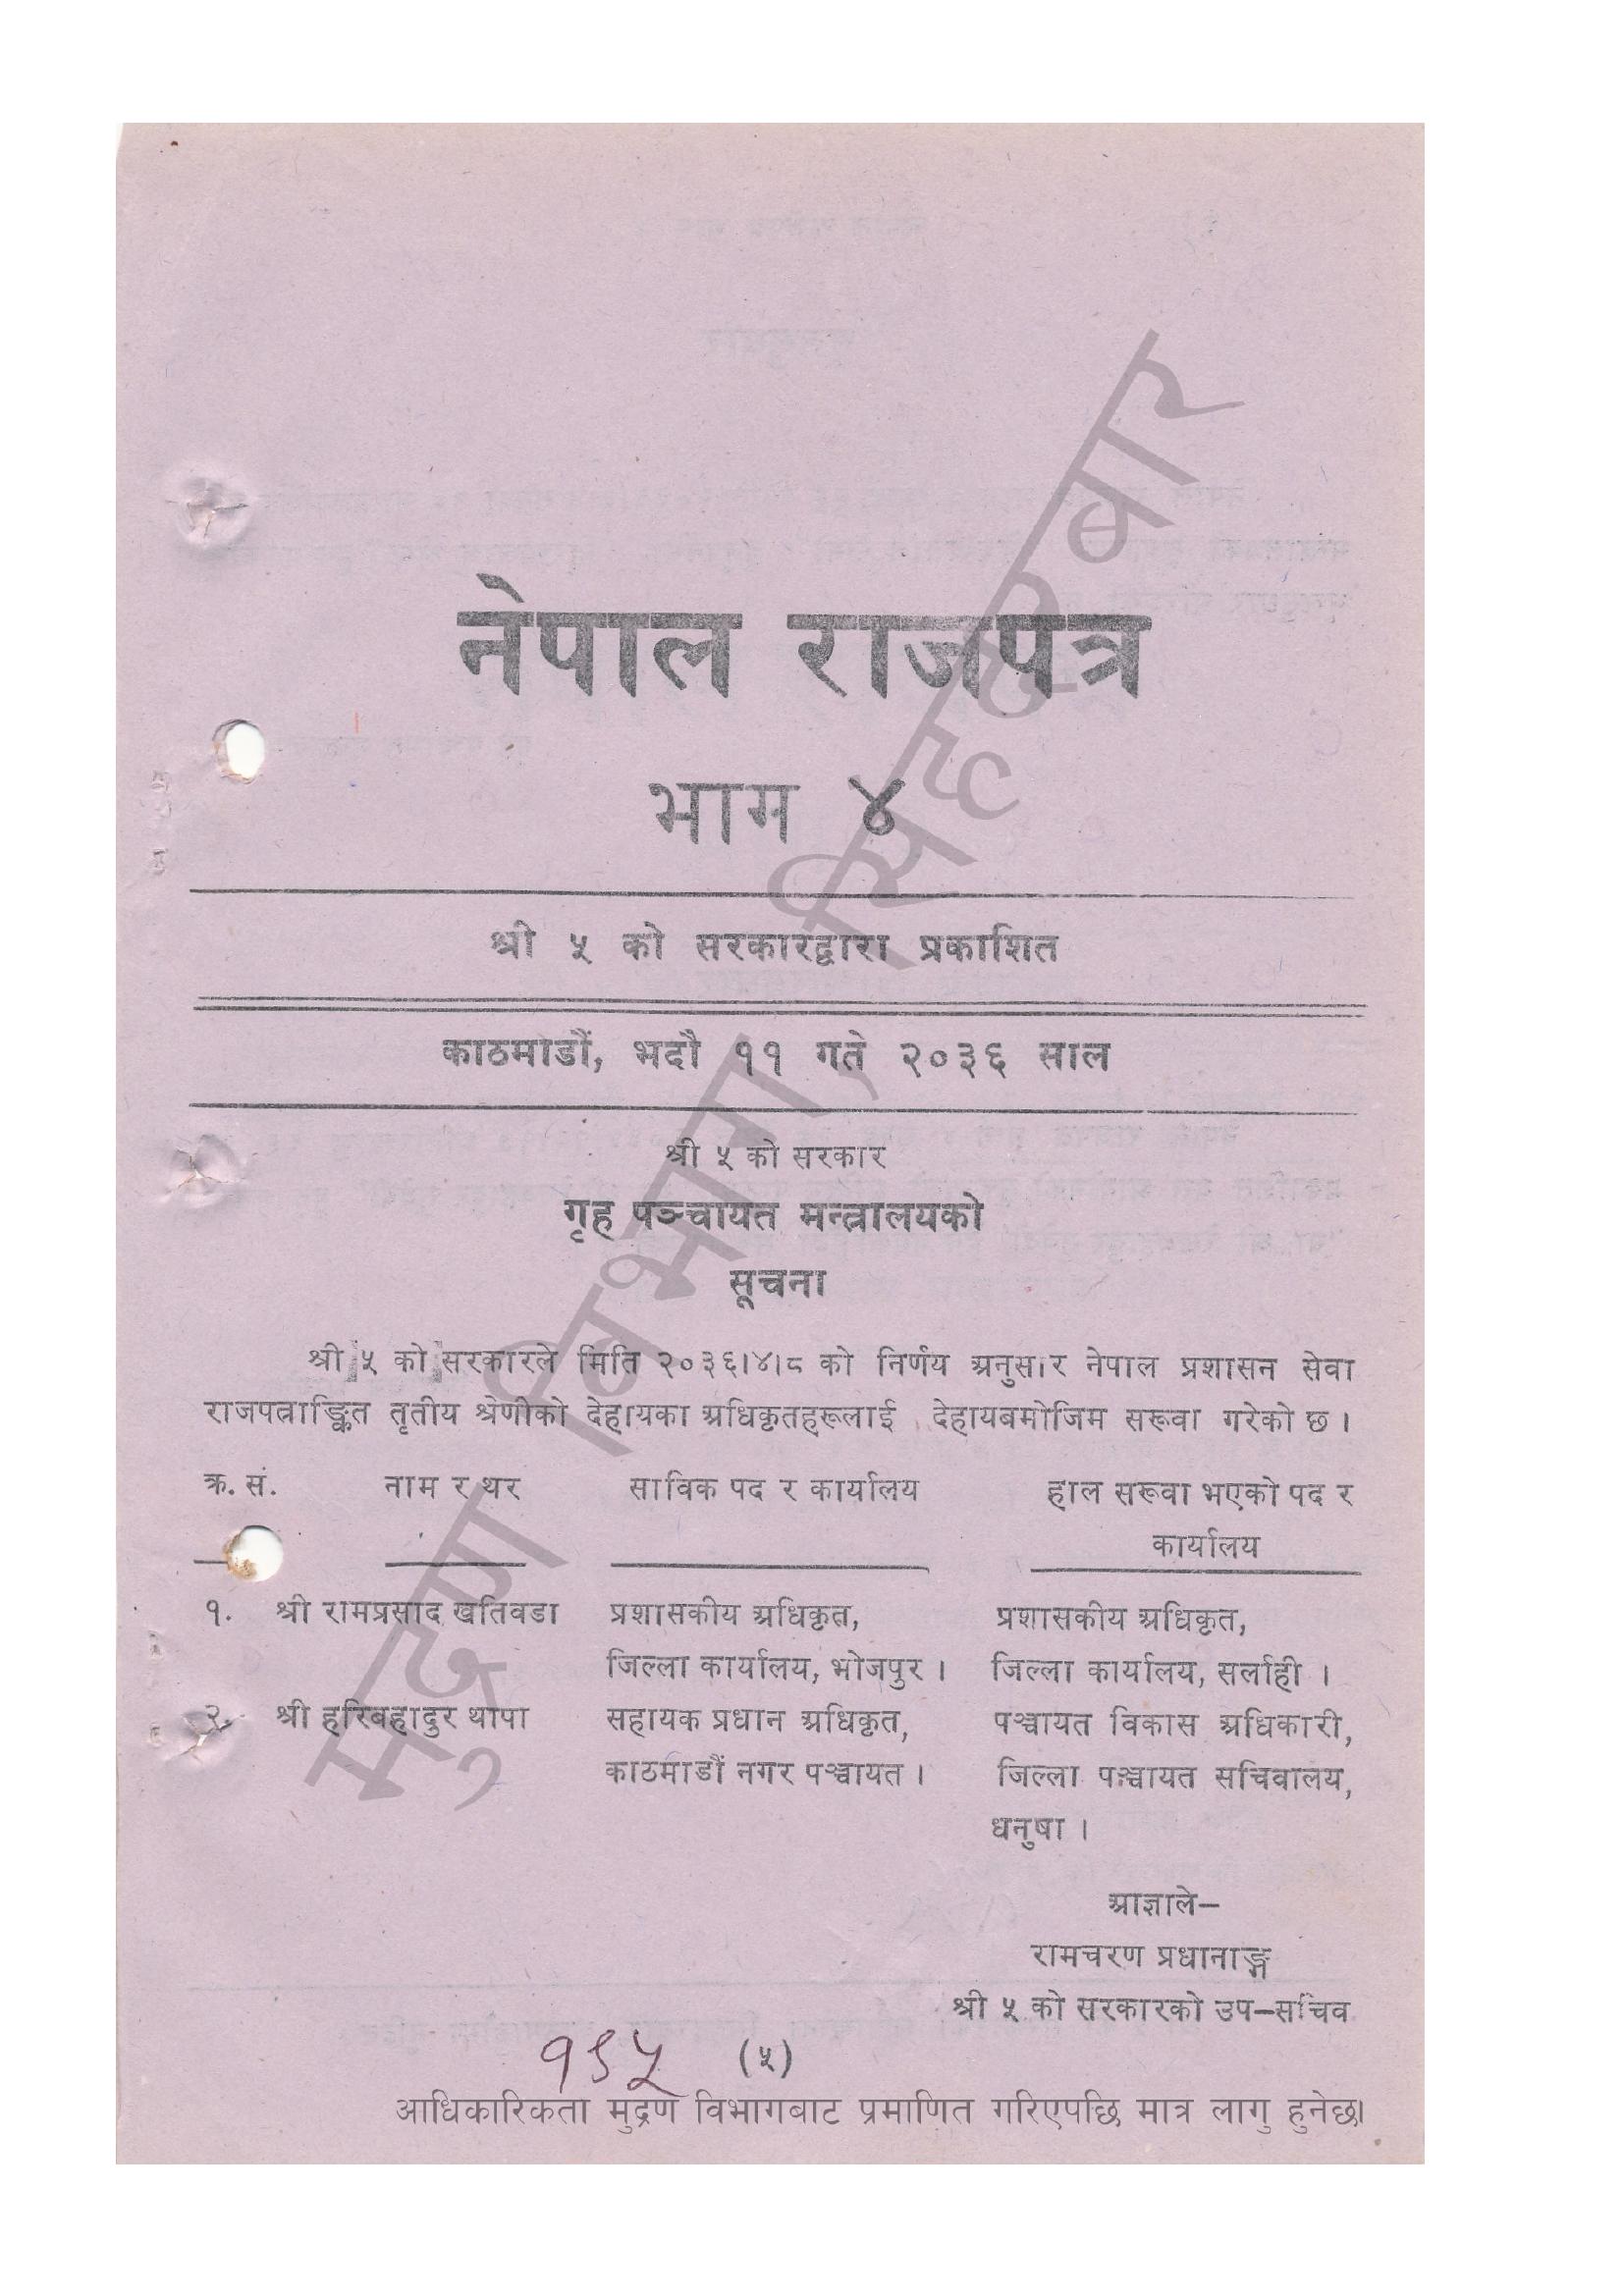 नेपाल राजपत्र
भाग ४
श्री ५ को सरकारद्वारा प्रकाशित
काठमाडौं, भदौ ११ गते २०३६ साल
श्री ५ को सरकार
गृह पञ्चायत मन्त्रालयको
सूचना
श्री ५ को सरकारले मिति २०३६।४।८ को निर्णय अनुसार नेपाल प्रशासन सेवा
राजपत्राङ्कित तृतीय श्रेणीको देहायका अधिकृतहरूलाई देहायबमोजिम सरूवा गरेको छ ।
क्र. सं. नाम र थर साविक पद र कार्यालय हाल सरूवा भएको पद र
कार्यालय
१. श्री रामप्रसाद खतिवडा प्रशासकीय अधिकृत, प्रशासकीय अधिकृत,
जिल्ला कार्यालय, भोजपुर । जिल्ला कार्यालय, सर्लाही ।
२. श्री हरिबहादुर थापा सहायक प्रधान अधिकृत, पञ्चायत विकास अधिकारी,
काठमाडौं नगर पञ्चायत । जिल्ला पञ्चायत सचिवालय,
धनुषा ।
आज्ञाले–
रामचरण प्रधानाङ्ग
श्री ५ को सरकारको उप–सचिव
१९५ (५)
आधिकारिकता मुद्रण विभागबाट प्रमाणित गरिएपछि मात्र लागु हुनेछ।
मुद्रण विभाग, सिंहदरबार